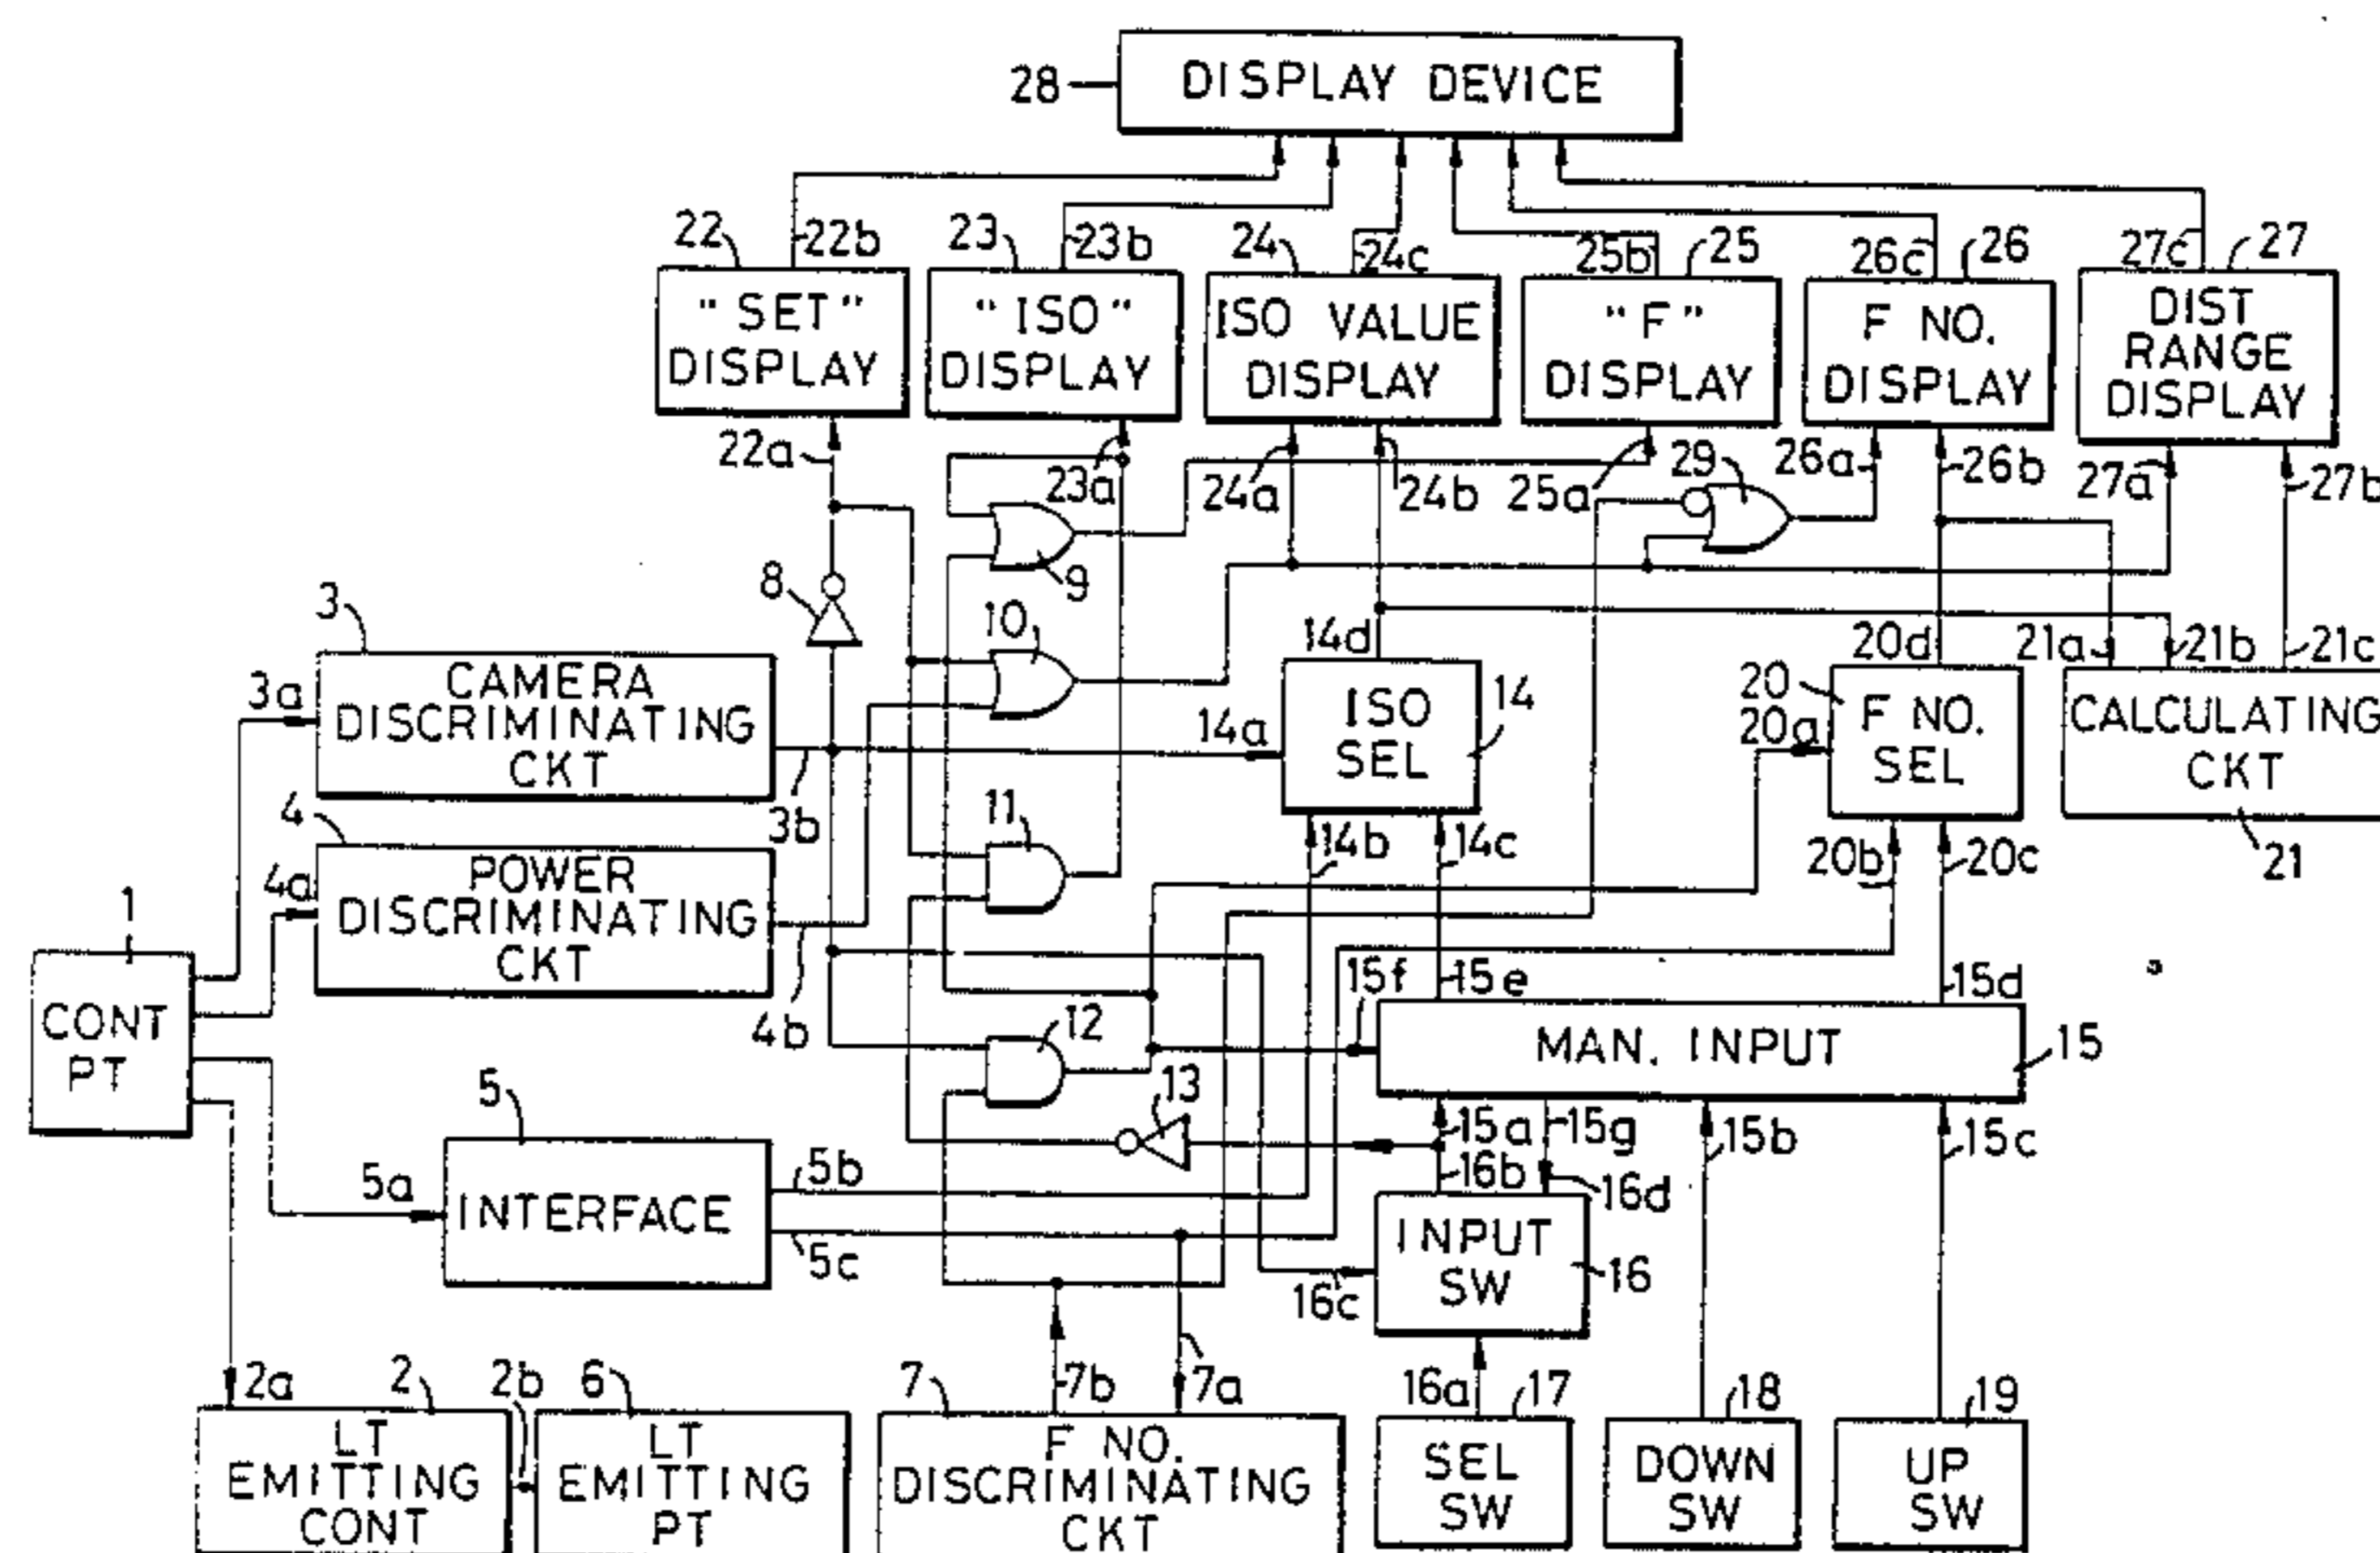 28
DISPLAY DEVICE
22
22b
23
23b
24
24c
25b
25
26c
26
27c
27
"SET"
DISPLAY
"ISO"
DISPLAY
ISO VALUE
DISPLAY
"F"
DISPLAY
F NO.
DISPLAY
DIST
RANGE
DISPLAY
22a
23a
24a
24b
25a
29
26a
26b
27a
27b
8
9
3
10
14d
20d
21a
21b
21c
3a
CAMERA
DISCRIMINATING
CKT
3b
14a
ISO
SEL
14
20
20a
F NO.
SEL
CALCULATING
CKT
21
4
11
14b
14c
20b
20c
1
4a
POWER
DISCRIMINATING
CKT
4b
15f
15e
15d
CONT
PT
12
MAN. INPUT
15
5
13
15a
15g
15b
15c
5a
INTERFACE
5b
5c
16b
16d
INPUT
SW
16
16c
2a
2
2b
6
7
7b
7a
16a
17
18
19
LT
EMITTING
CONT
LT
EMITTING
PT
F NO.
DISCRIMINATING
CKT
SEL
SW
DOWN
SW
UP
SW